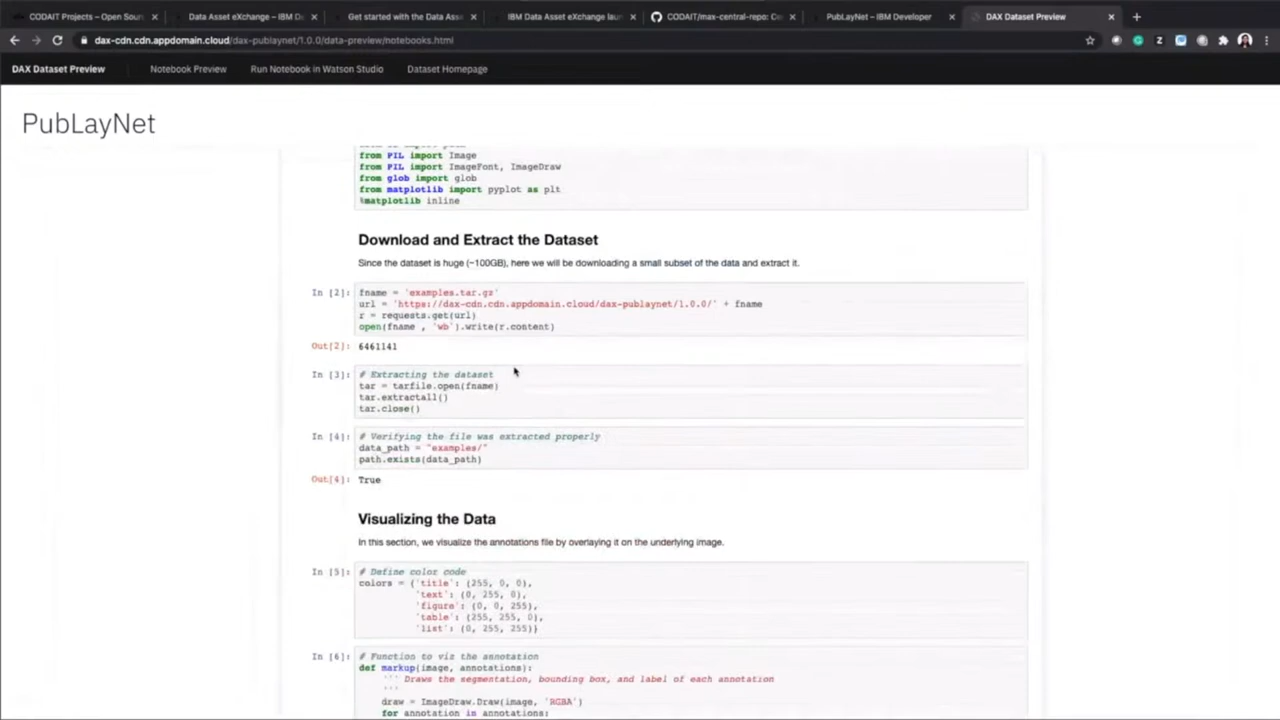 CODAIT Projects – Open Sour
Data Asset eXchange – IBM D
Get started with the Data Asse
IBM Data Asset eXchange lau
CODAIT/max-central-repo: Ce
PubLayNet – IBM Developer
DAX Dataset Preview
dax-cdn.cdn.appdomain.cloud/dax-publaynet/1.0.0/data-preview/notebooks.html
DAX Dataset Preview
Notebook Preview
Run Notebook in Watson Studio
Dataset Homepage
PubLayNet
from PIL import Image
from PIL import ImageFont, ImageDraw
from glob import glob
from matplotlib import pyplot as plt
%matplotlib inline
Download and Extract the Dataset
Since the dataset is huge (~100GB), here we will be downloading a small subset of the data and extract it.
In [2]: fname = 'examples.tar.gz'
url = 'https://dax-cdn.cdn.appdomain.cloud/dax-publaynet/1.0.0/' + fname
r = requests.get(url)
open(fname , 'wb').write(r.content)
Out[2]: 6461141
In [3]: # Extracting the dataset
tar = tarfile.open(fname)
tar.extractall()
tar.close()
In [4]: # Verifying the file was extracted properly
data_path = "examples/"
path.exists(data_path)
Out[4]: True
Visualizing the Data
In this section, we visualize the annotations file by overlaying it on the underlying image.
In [5]: # Define color code
colors = {'title': (255, 0, 0),
'text': (0, 255, 0),
'figure': (0, 0, 255),
'table': (255, 255, 0),
'list': (0, 255, 255)}
In [6]: # Function to viz the annotation
def markup(image, annotations):
''' Draws the segmentation, bounding box, and label of each annotation
'''
draw = ImageDraw.Draw(image, 'RGBA')
for annotation in annotations: